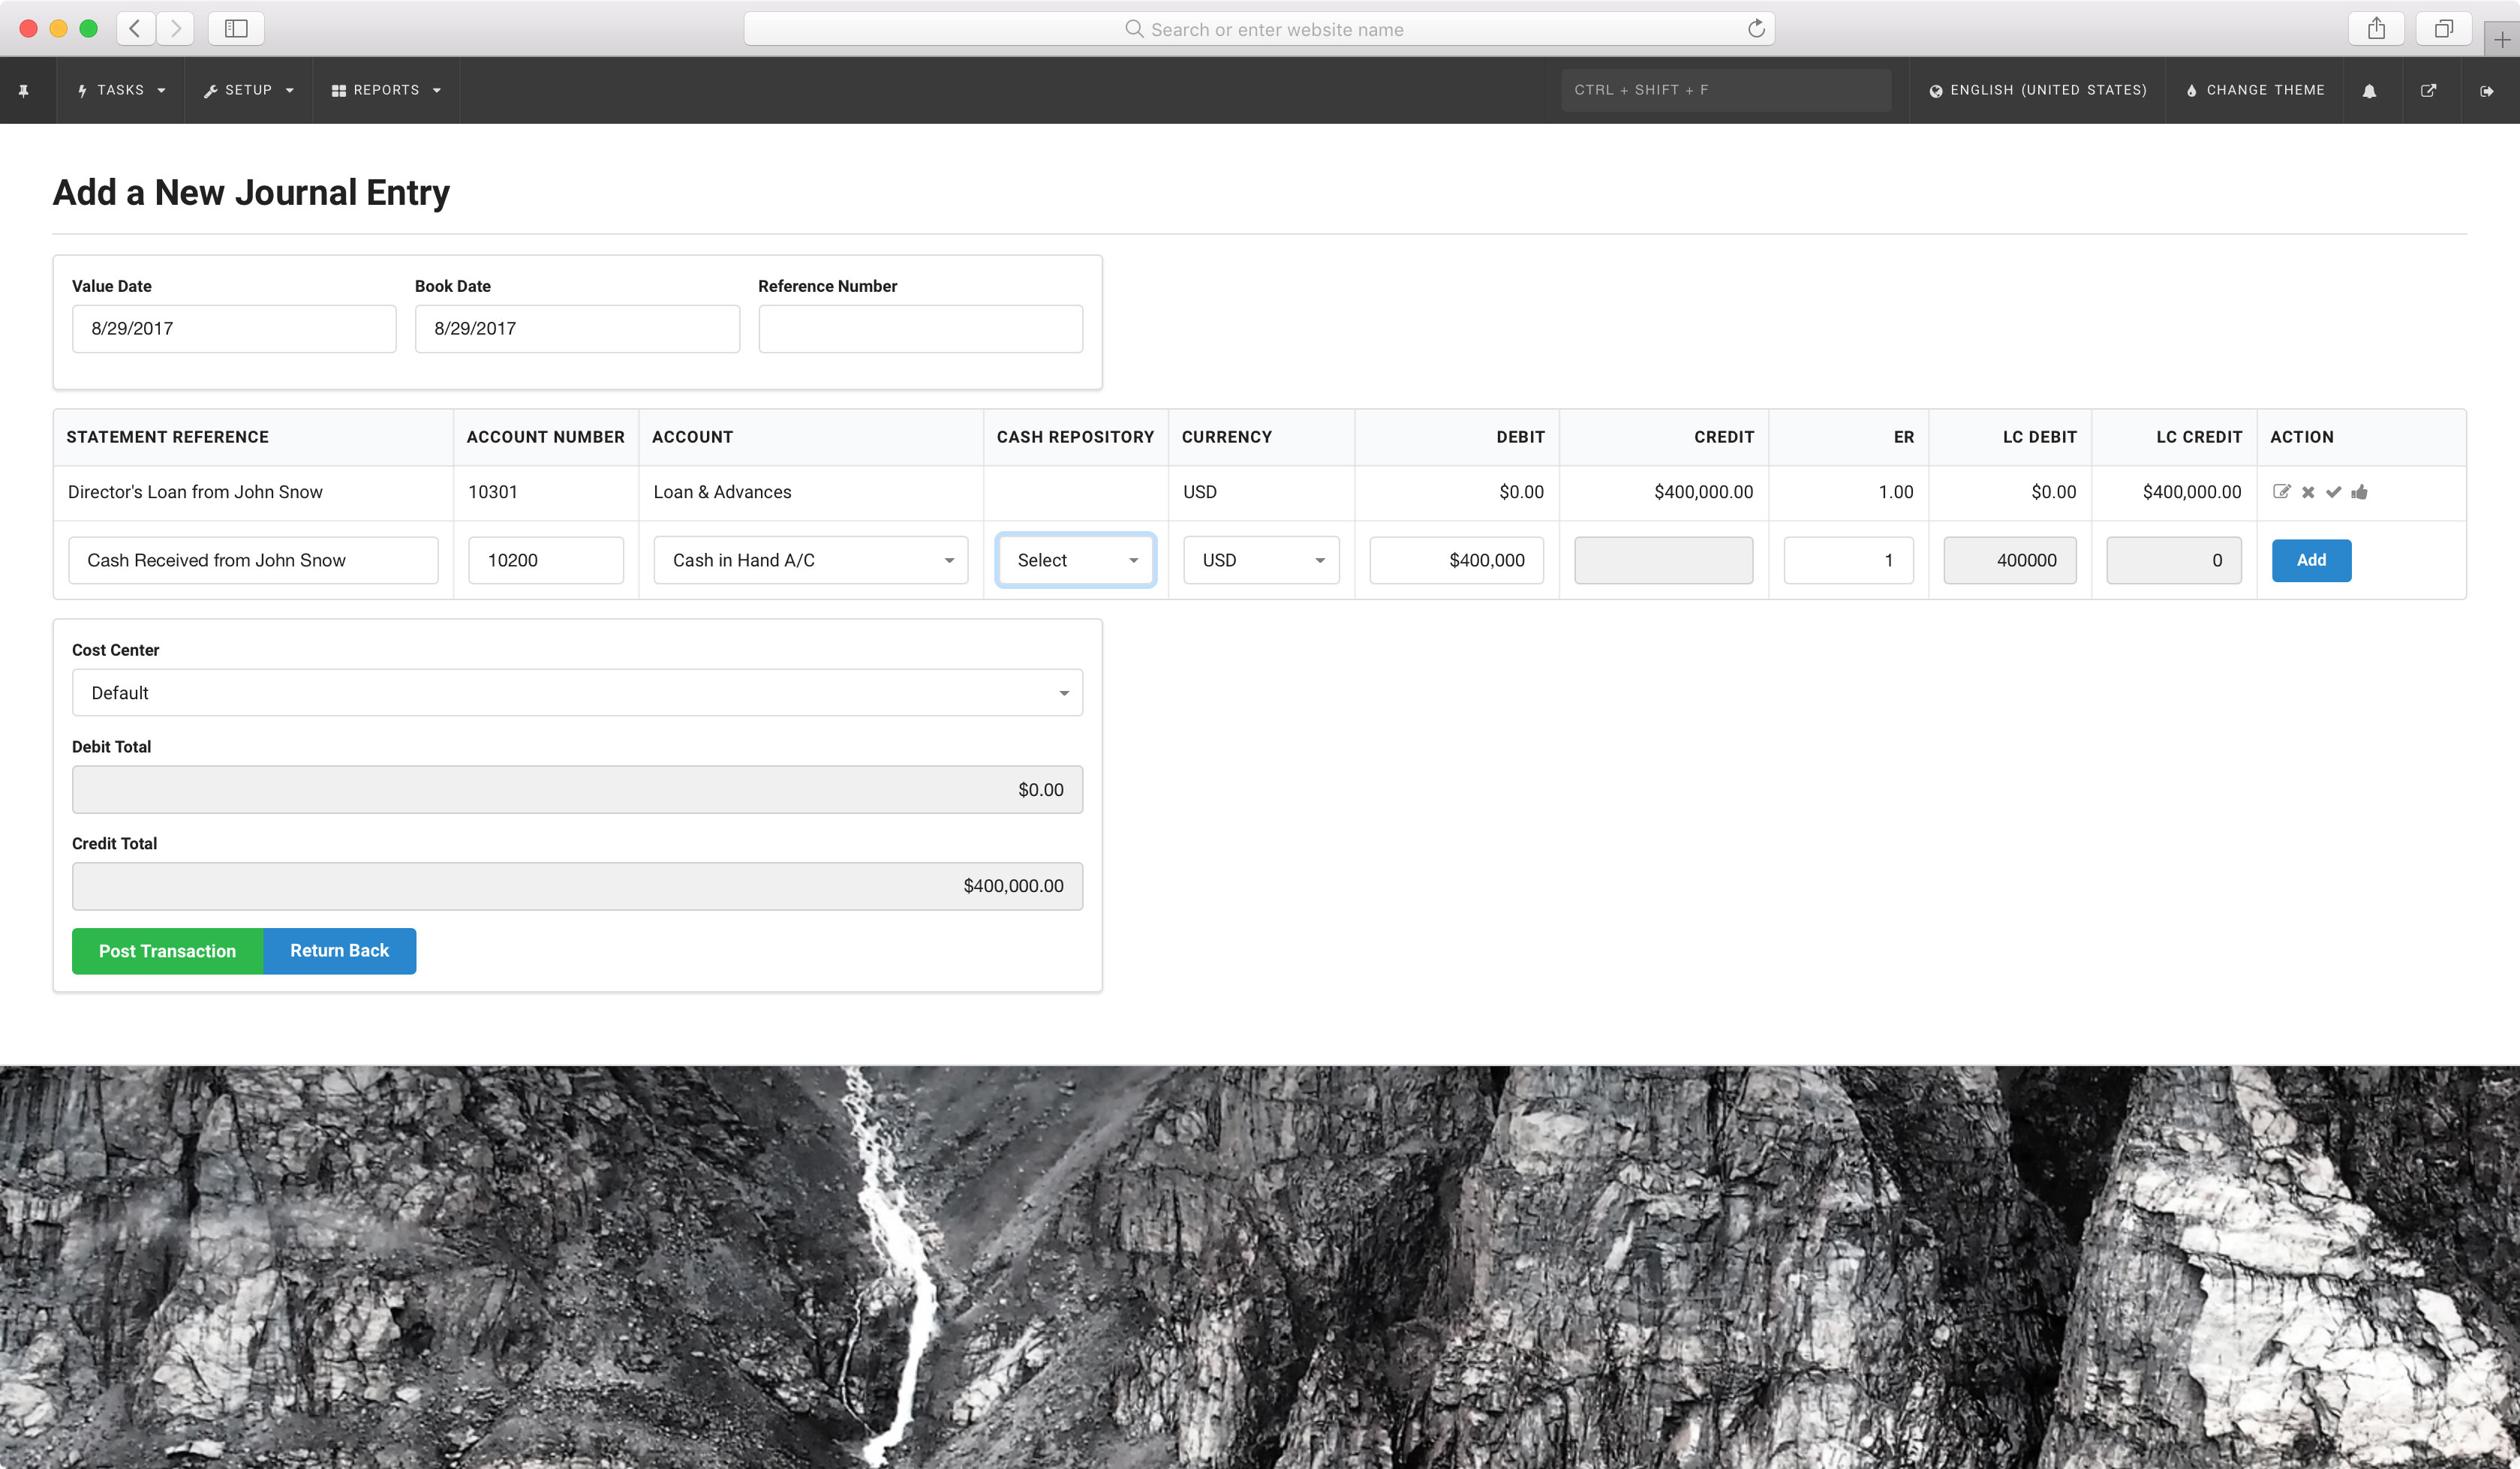 Search or enter website name
TASKS SETUP REPORTS CTRL + SHIFT + F ENGLISH (UNITED STATES) CHANGE THEME
Add a New Journal Entry
Value Date Book Date Reference Number
8/29/2017 8/29/2017
STATEMENT REFERENCE ACCOUNT NUMBER ACCOUNT CASH REPOSITORY CURRENCY DEBIT CREDIT ER LC DEBIT LC CREDIT ACTION
Director's Loan from John Snow 10301 Loan & Advances USD $0.00 $400,000.00 1.00 $0.00 $400,000.00
Cash Received from John Snow 10200 Cash in Hand A/C Select USD $400,000 1 400000 0 Add
Cost Center
Default
Debit Total
$0.00
Credit Total
$400,000.00
Post Transaction Return Back